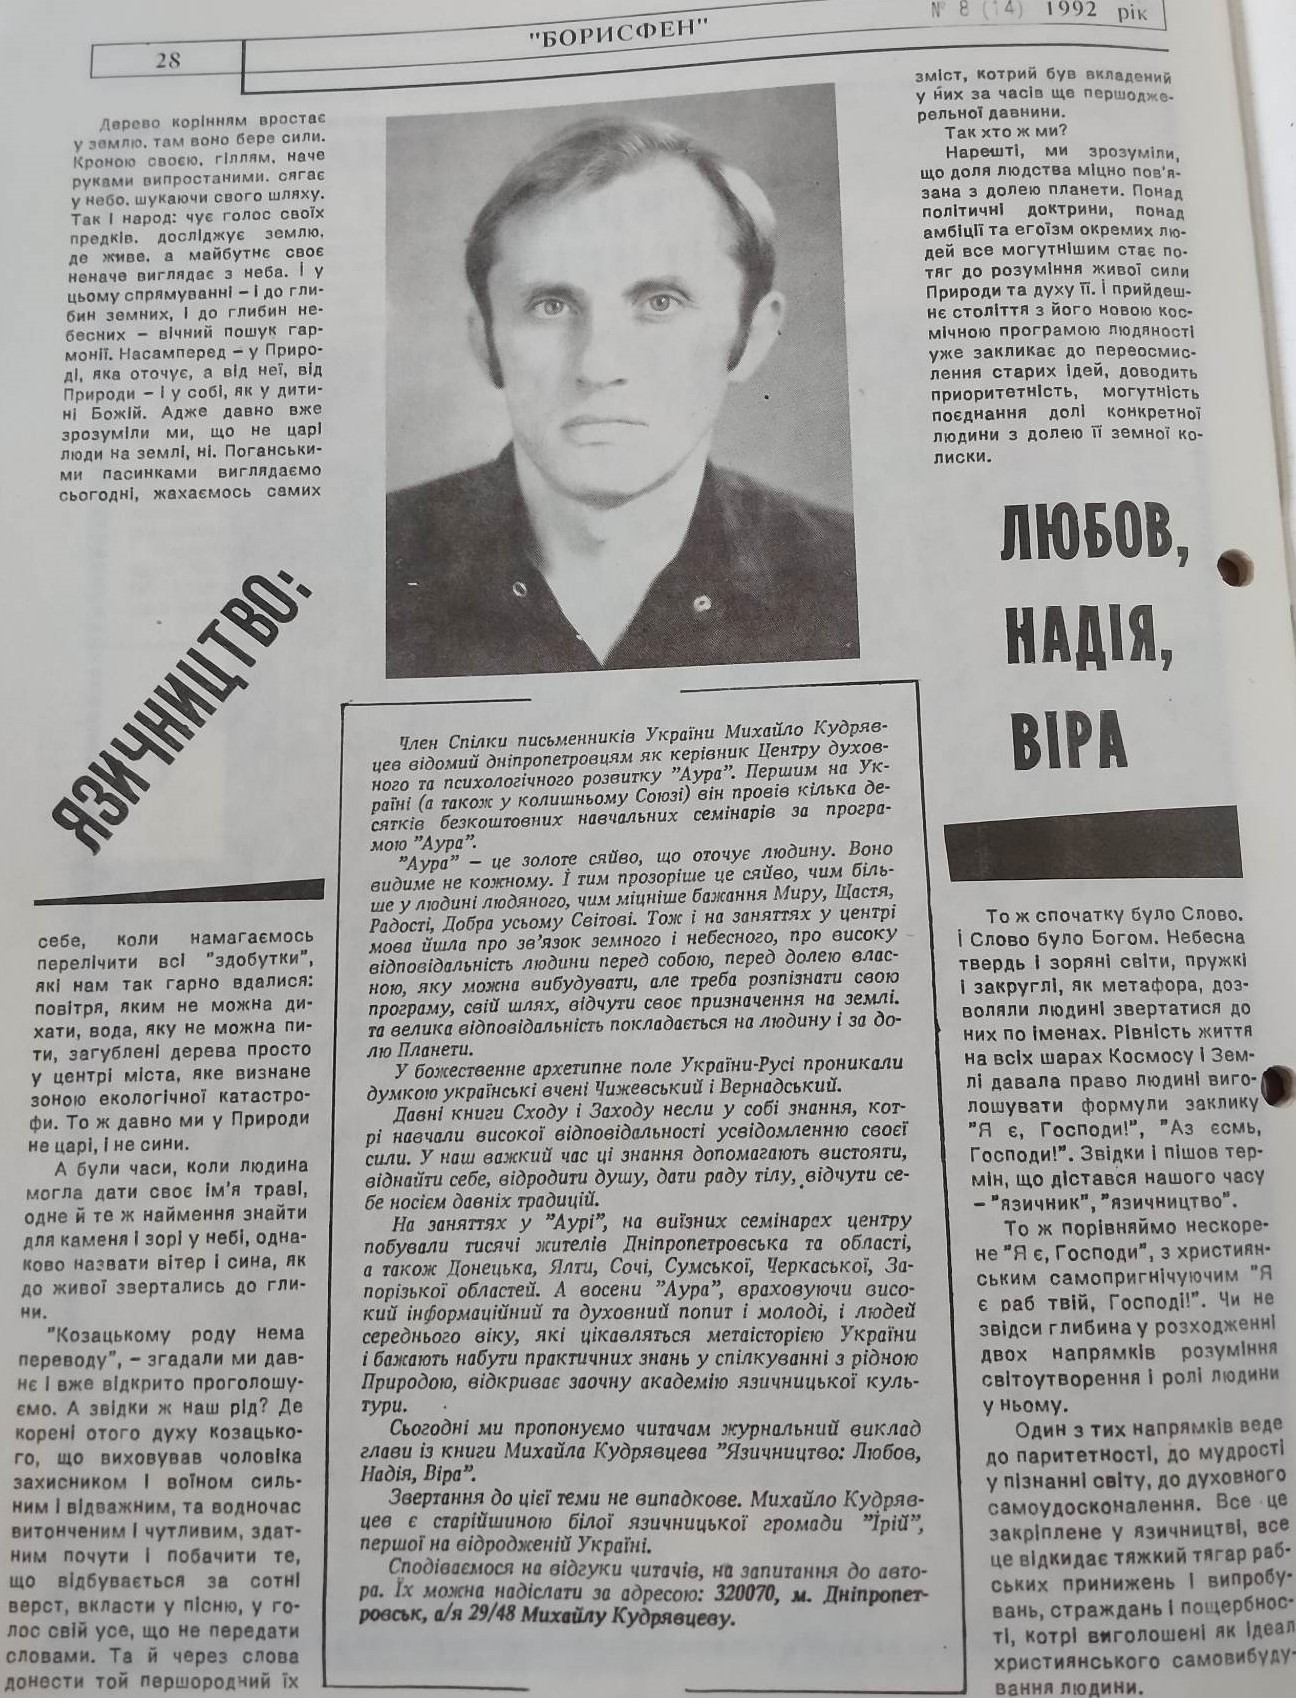 28
"БОРИСФЕН"
№ 8 (14) 1992 рік
Дерево корінням вростає
у землю, там воно бере сили.
Кроною своєю, гіллям, наче
руками випростаними, сягає
у небо, шукаючи свого шляху.
Так і народ: чує голос своїх
предків, досліджує землю,
де живе, а майбутнє своє
неначе виглядає з неба. І у
цьому спрямуванні – і до гли-
бин земних, і до глибин не-
бесних – вічний пошук гар-
монії. Насамперед – у Приро-
ді, яка оточує, а від неї, від
Природи – і у собі, як у дити-
ні Божій. Адже давно вже
зрозуміли ми, що не царі
люди на землі, ні. Поганськи-
ми пасинками виглядаємо
сьогодні, жахаємось самих
ЯЗИЧНИЦТВО:
себе, коли намагаємось
перелічити всі "здобутки",
які нам так гарно вдалися:
повітря, яким не можна ди-
хати, вода, яку не можна пи-
ти, загублені дерева просто
у центрі міста, яке визнане
зоною екологічної катастро-
фи. То ж давно ми у Природи
не царі, і не сини.
А були часи, коли людина
могла дати своє ім'я траві,
одне й те ж наймення знайти
для каменя і зорі у небі, одна-
ково назвати вітер і сина, як
до живої звертались до гли-
ни.
"Козацькому роду нема
переводу", – згадали ми дав-
нє і вже відкрито проголошу-
ємо. А звідки ж наш рід? Де
корені отого духу козацько-
го, що виховував чоловіка
захисником і воїном силь-
ним і відважним, та водночас
витонченим і чутливим, здат-
ним почути і побачити те,
що відбувається за сотні
верст, вкласти у пісню, у го-
лос свій усе, що не передати
словами. Та й через слова
донести той першородний їх
Член Спілки письменників України Михайло Кудряв-
цев відомий дніпропетровцям як керівник Центру духов-
ного та психологічного розвитку "Аура". Першим на Ук-
раїні (а також у колишньому Союзі) він провів кілька де-
сятків безкоштовних навчальних семінарів за програ-
мою "Аура".
"Аура" – це золоте сяйво, що оточує людину. Воно
видиме не кожному. І тим прозоріше це сяйво, чим біль-
ше у людині людяного, чим міцніше бажання Миру, Щастя,
Радості, Добра усьому Світові. Тож і на заняттях у центрі
мова йшла про зв'язок земного і небесного, про високу
відповідальність людини перед собою, перед долею влас-
ною, яку можна вибудувати, але треба розпізнати свою
програму, свій шлях, відчути своє призначення на землі.
та велика відповідальність покладається на людину і за до-
лю Планети.
У божественне архетипне поле України-Русі проникали
думкою українські вчені Чижевський і Вернадський.
Давні книги Сходу і Заходу несли у собі знання, кот-
рі навчали високої відповідальності усвідомленню своєї
сили. У наш важкий час ці знання допомагають вистояти,
віднайти себе, відродити душу, дати раду тілу, відчути се-
бе носієм давніх традицій.
На заняттях у "Аурі", на виїзних семінарах центру
побували тисячі жителів Дніпропетровська та області,
а також Донецька, Ялти, Сочі, Сумської, Черкаської, За-
порізької областей. А восени "Аура", враховуючи висо-
кий інформаційний та духовний попит і молоді, і людей
середнього віку, які цікавляться метаісторією України
і бажають набути практичних знань у спілкуванні з рідною
Природою, відкриває заочну академію язичницької куль-
тури.
Сьогодні ми пропонуємо читачам журнальний виклад
глави із книги Михайла Кудрявцева "Язичництво: Любов,
Надія, Віра".
Звертання до цієї теми не випадкове. Михайло Кудряв-
цев є старійшиною білої язичницької громади "Ірій",
першої на відродженій Україні.
Сподіваємося на відгуки читачів, на запитання до авто-
ра. Їх можна надіслати за адресою: 320070, м. Дніпропет-
ровськ, а/я 29/48 Михайлу Кудрявцеву.
зміст, котрий був вкладений
у них за часів ще першодже-
рельної давнини.
Так хто ж ми?
Нарешті, ми зрозуміли,
що доля людства міцно пов'я-
зана з долею планети. Понад
політичні доктрини, понад
амбіції та егоїзм окремих лю-
дей все могутнішим стає по-
тяг до розуміння живої сили
Природи та духу її. І прийдеш-
нє століття з його новою кос-
мічною програмою людяності
уже закликає до переосмис-
лення старих ідей, доводить
приоритетність, могутність
поєднання долі конкретної
людини з долею її земної ко-
лиски.
ЛЮБОВ,
НАДІЯ,
ВІРА
То ж спочатку було Слово.
І Слово було Богом. Небесна
твердь і зоряні світи, пружкі
і закруглі, як метафора, доз-
воляли людині звертатися до
них по іменах. Рівність життя
на всіх шарах Космосу і Зем-
лі давала право людині виго-
лошувати формули заклику
"Я є, Господи!", "Аз єсмь,
Господи!". Звідки і пішов тер-
мін, що дістався нашого часу
– "язичник", "язичництво".
То ж порівняймо нескоре-
не "Я є, Господи", з християн-
ським самопригнічуючим "Я
є раб твій, Господі!". Чи не
звідси глибина у розходженні
двох напрямків розуміння
світоутворення і ролі людини
у ньому.
Один з тих напрямків веде
до паритетності, до мудрості
у пізнанні світу, до духовного
самоудосконалення. Все це
закріплене у язичництві, все
це відкидає тяжкий тягар раб-
ських принижень і випробу-
вань, страждань і пощербнос-
ті, котрі виголошені як ідеал
християнського самовибуду-
вання людини.